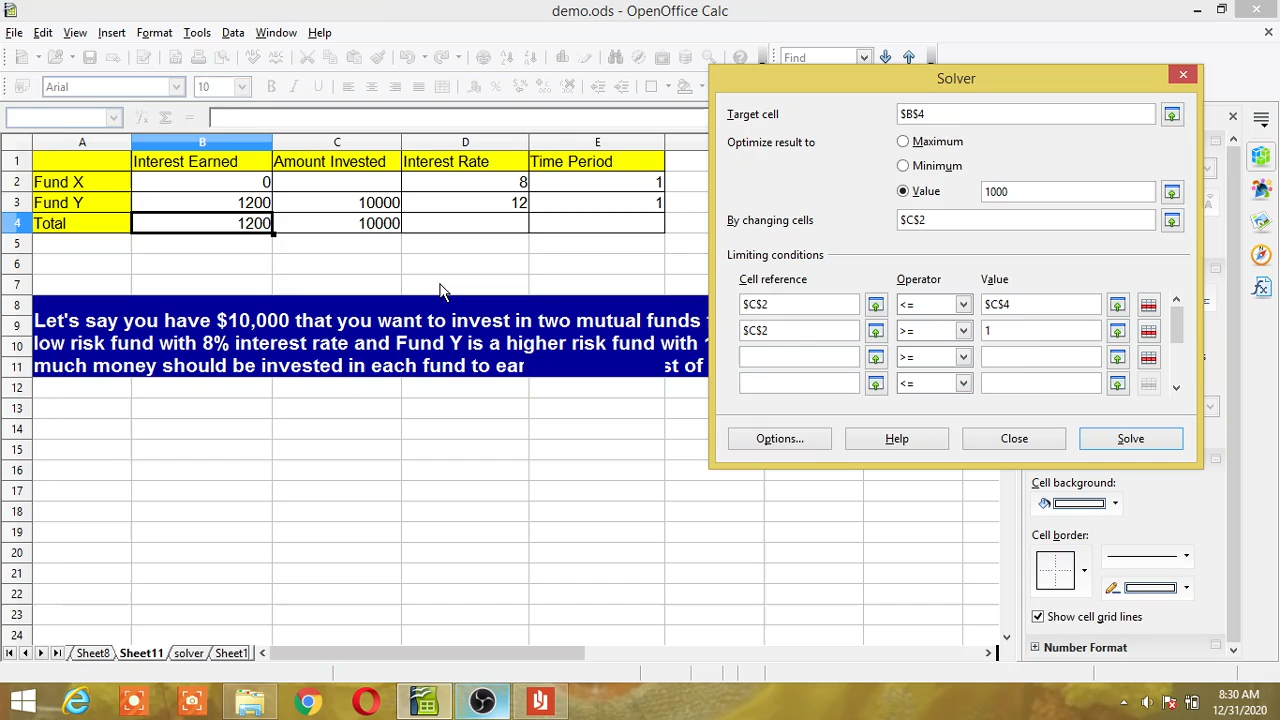 demo.ods - OpenOffice Calc
File Edit View Insert Format Tools Data Window Help
Find
Arial 10
A B C D E
1 Interest Earned Amount Invested Interest Rate Time Period
2 Fund X 0 8 1
3 Fund Y 1200 10000 12 1
4 Total 1200 10000
5
6
7
8
9 Let's say you have $10,000 that you want to invest in two mutual funds
10 low risk fund with 8% interest rate and Fund Y is a higher risk fund with
11 much money should be invested in each fund to ear st of
12
13
14
15
16
17
18
19
20
21
22
23
24
Solver
Target cell $B$4
Optimize result to Maximum
Minimum
Value 1000
By changing cells $C$2
Limiting conditions
Cell reference Operator Value
$C$2 <= $C$4
$C$2 >= 1
>=
<=
Options... Help Close Solve
Cell background:
Cell border:
Show cell grid lines
Number Format
Sheet8 Sheet11 solver Sheet1
8:30 AM
12/31/2020